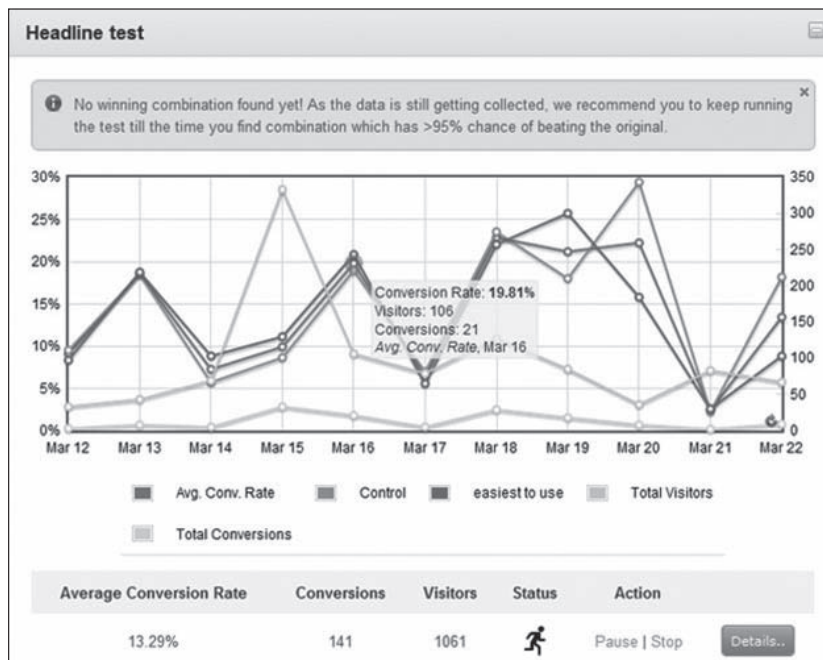 Headline test
No winning combination found yet! As the data is still getting collected, we recommend you to keep running
the test till the time you find combination which has >95% chance of beating the original.
30% 350
25% 300
250
20%
200
15%
150
10%
100
5%
50
0% 0
Conversion Rate: 19.81%
Visitors: 106
Conversions: 21
Avg. Conv. Rate, Mar 16
Mar 12 Mar 13 Mar 14 Mar 15 Mar 16 Mar 17 Mar 18 Mar 19 Mar 20 Mar 21 Mar 22
Avg. Conv. Rate Control easiest to use Total Visitors
Total Conversions
Average Conversion Rate Conversions Visitors Status Action
13.29% 141 1061 Pause | Stop Details..